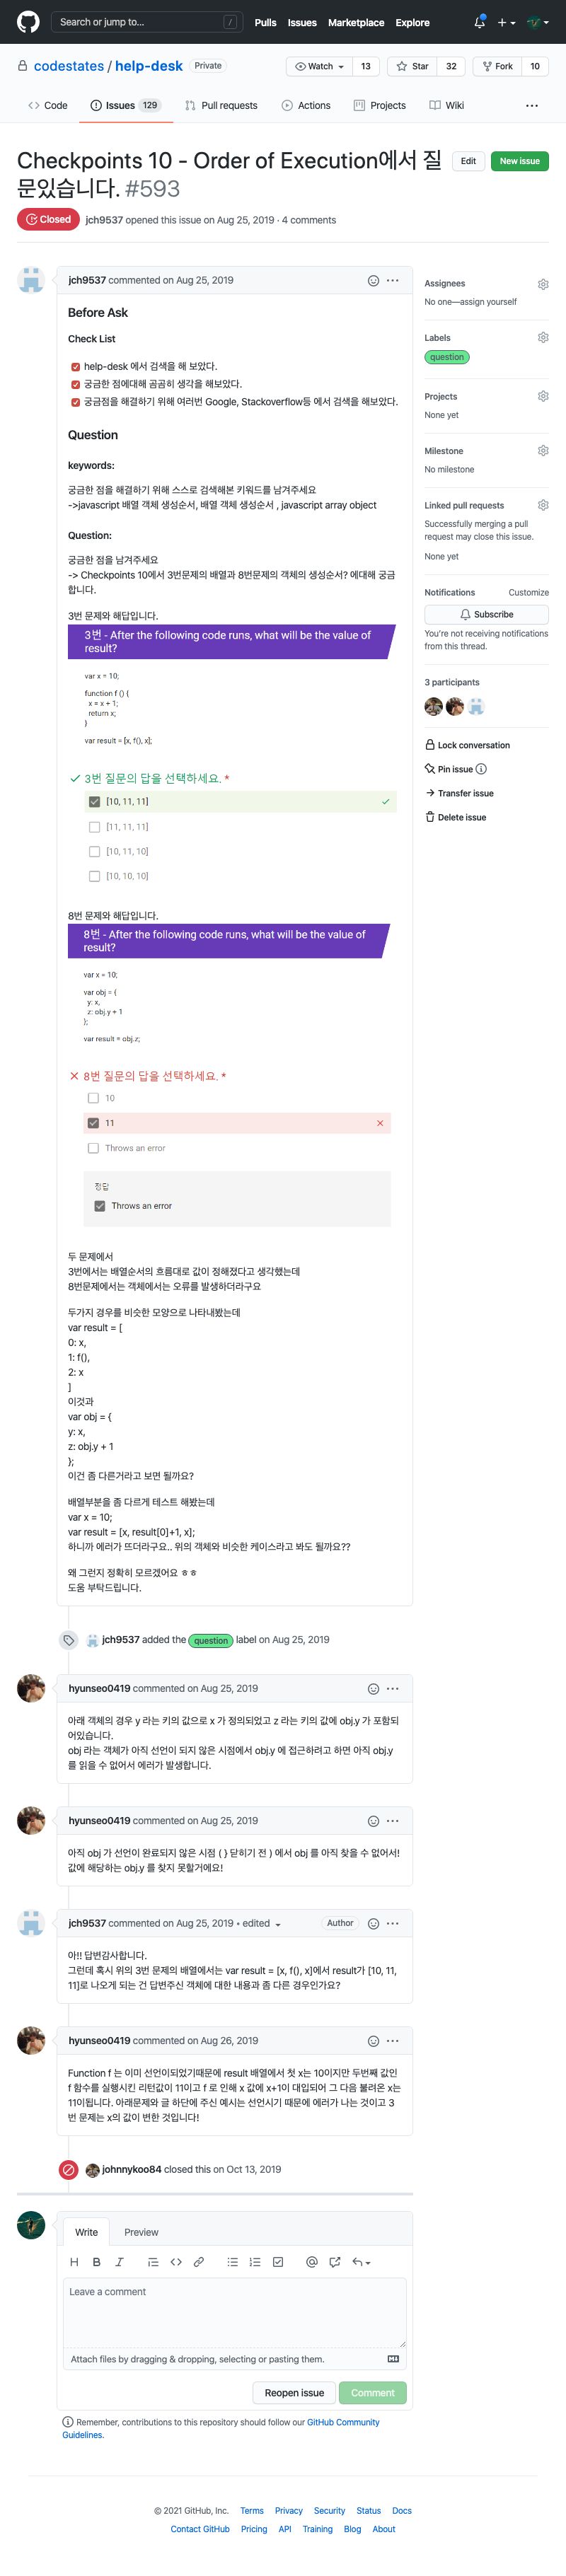 Search or jump to...
/
Pulls Issues Marketplace Explore
codestates / help-desk Private
Watch 13 Star 32 Fork 10
Code Issues 129 Pull requests Actions Projects Wiki
Checkpoints 10 - Order of Execution에서 질
문있습니다. #593
Edit New issue
Closed jch9537 opened this issue on Aug 25, 2019 · 4 comments
jch9537 commented on Aug 25, 2019
Before Ask
Check List
help-desk 에서 검색을 해 보았다.
궁금한 점에대해 곰곰히 생각을 해보았다.
궁금점을 해결하기 위해 여러번 Google, Stackoverflow등 에서 검색을 해보았다.
Question
keywords:
궁금한 점을 해결하기 위해 스스로 검색해본 키워드를 남겨주세요
->javascript 배열 객체 생성순서, 배열 객체 생성순서 , javascript array object
Question:
궁금한 점을 남겨주세요
-> Checkpoints 10에서 3번문제의 배열과 8번문제의 객체의 생성순서? 에대해 궁금
합니다.
3번 문제와 해답입니다.
3번 - After the following code runs, what will be the value of
result?
var x = 10;
function f () {
x = x + 1;
return x;
}
var result = [x, f(), x];
3번 질문의 답을 선택하세요. *
[10, 11, 11]
[11, 11, 11]
[10, 11, 10]
[10, 10, 10]
8번 문제와 해답입니다.
8번 - After the following code runs, what will be the value of
result?
var x = 10;
var obj = {
y: x,
z: obj.y + 1
};
var result = obj.z;
8번 질문의 답을 선택하세요. *
10
11
Throws an error
정답
Throws an error
두 문제에서
3번에서는 배열순서의 흐름대로 값이 정해졌다고 생각했는데
8번문제에서는 객체에서는 오류를 발생하더라구요
두가지 경우를 비슷한 모양으로 나타내봤는데
var result = [
0: x,
1: f(),
2: x
]
이것과
var obj = {
y: x,
z: obj.y + 1
};
이건 좀 다른거라고 보면 될까요?
배열부분을 좀 다르게 테스트 해봤는데
var x = 10;
var result = [x, result[0]+1, x];
하니까 에러가 뜨더라구요.. 위의 객체와 비슷한 케이스라고 봐도 될까요??
왜 그런지 정확히 모르겠어요 ㅎㅎ
도움 부탁드립니다.
jch9537 added the question label on Aug 25, 2019
hyunseo0419 commented on Aug 25, 2019
아래 객체의 경우 y 라는 키의 값으로 x 가 정의되었고 z 라는 키의 값에 obj.y 가 포함되
어있습니다.
obj 라는 객체가 아직 선언이 되지 않은 시점에서 obj.y 에 접근하려고 하면 아직 obj.y
를 읽을 수 없어서 에러가 발생합니다.
hyunseo0419 commented on Aug 25, 2019
아직 obj 가 선언이 완료되지 않은 시점 ( } 닫히기 전 ) 에서 obj 를 아직 찾을 수 없어서!
값에 해당하는 obj.y 를 찾지 못할거에요!
jch9537 commented on Aug 25, 2019 • edited
Author
아!! 답변감사합니다.
그런데 혹시 위의 3번 문제의 배열에서는 var result = [x, f(), x]에서 result가 [10, 11,
11]로 나오게 되는 건 답변주신 객체에 대한 내용과 좀 다른 경우인가요?
hyunseo0419 commented on Aug 26, 2019
Function f 는 이미 선언이되었기때문에 result 배열에서 첫 x는 10이지만 두번째 값인
f 함수를 실행시킨 리턴값이 11이고 f 로 인해 x 값에 x+1이 대입되어 그 다음 불려온 x는
11이됩니다. 아래문제와 글 하단에 주신 예시는 선언시기 때문에 에러가 나는 것이고 3
번 문제는 x의 값이 변한 것입니다!
johnnykoo84 closed this on Oct 13, 2019
Write Preview
Leave a comment
Attach files by dragging & dropping, selecting or pasting them.
Reopen issue Comment
Remember, contributions to this repository should follow our GitHub Community
Guidelines.
Assignees
No one—assign yourself
Labels
question
Projects
None yet
Milestone
No milestone
Linked pull requests
Successfully merging a pull
request may close this issue.
None yet
Notifications Customize
Subscribe
You're not receiving notifications
from this thread.
3 participants
Lock conversation
Pin issue
Transfer issue
Delete issue
© 2021 GitHub, Inc. Terms Privacy Security Status Docs
Contact GitHub Pricing API Training Blog About